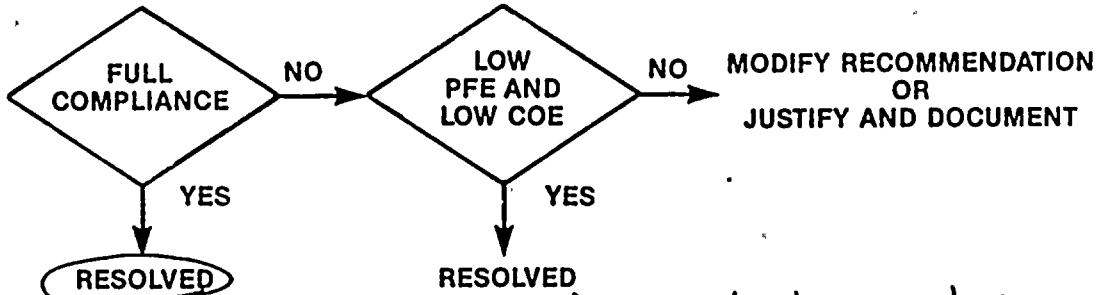 FULL
COMPLIANCE
NO
LOW
PFE AND
LOW COE
NO
MODIFY RECOMMENDATION
OR
JUSTIFY AND DOCUMENT
YES
YES
RESOLVED
RESOLVED